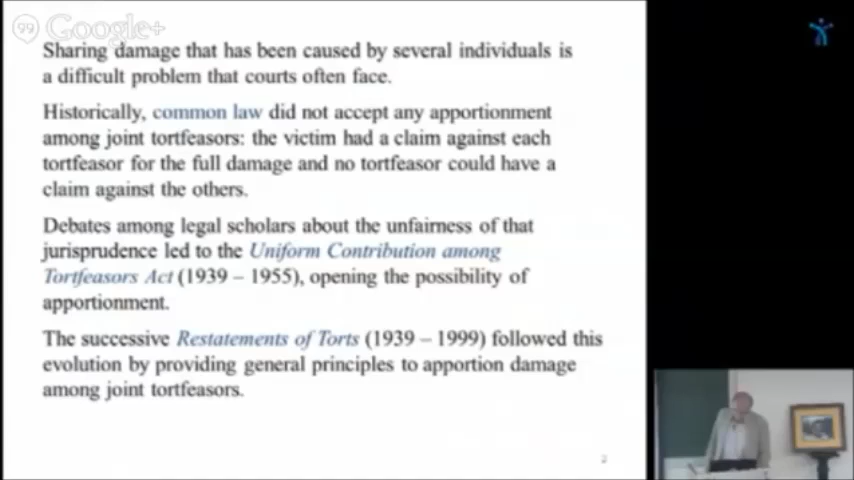 99 Google+
Sharing damage that has been caused by several individuals is
a difficult problem that courts often face.
Historically, common law did not accept any apportionment
among joint tortfeasors: the victim had a claim against each
tortfeasor for the full damage and no tortfeasor could have a
claim against the others.
Debates among legal scholars about the unfairness of that
jurisprudence led to the Uniform Contribution among
Tortfeasors Act (1939 – 1955), opening the possibility of
apportionment.
The successive Restatements of Torts (1939 – 1999) followed this
evolution by providing general principles to apportion damage
among joint tortfeasors.
2